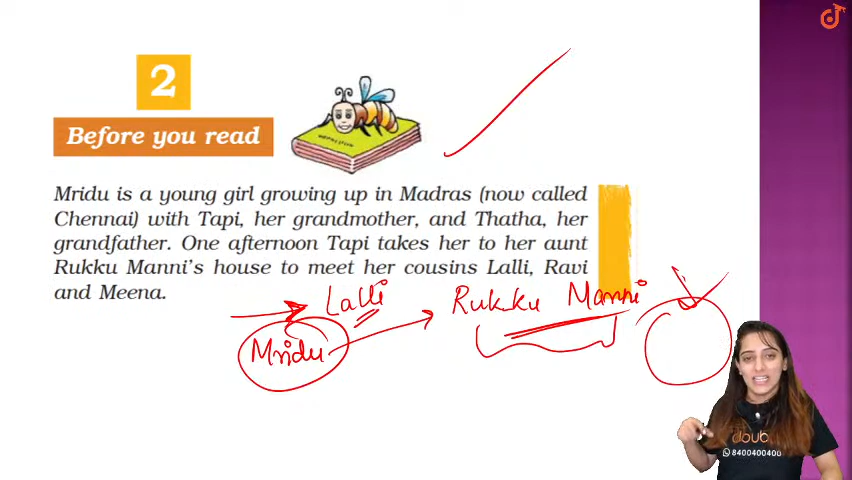 2
Before you read
Mridu is a young girl growing up in Madras (now called
Chennai) with Tapi, her grandmother, and Thatha, her
grandfather. One afternoon Tapi takes her to her aunt
Rukku Manni's house to meet her cousins Lalli, Ravi
and Meena.
Lalli
Rukku Manni
Mridu
doub
8400400400